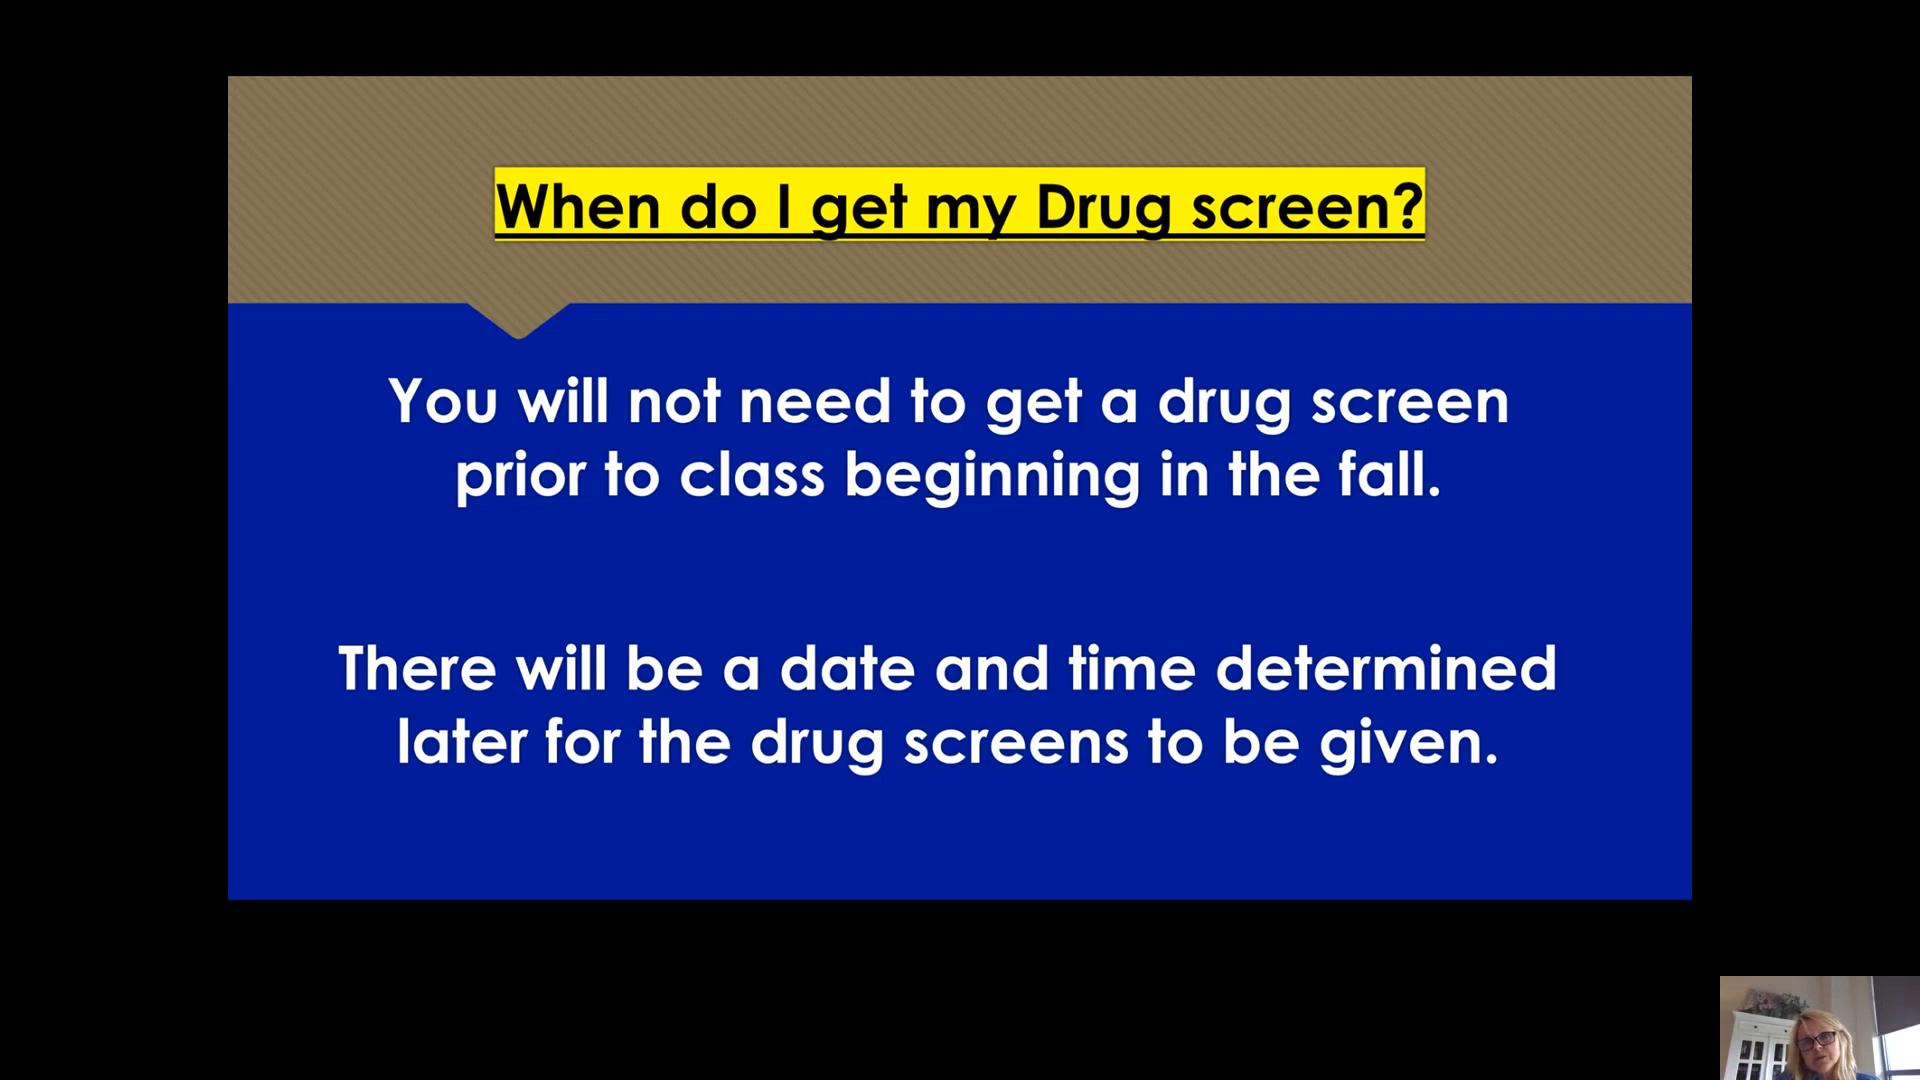 When do I get my Drug screen?
You will not need to get a drug screen
prior to class beginning in the fall.
There will be a date and time determined
later for the drug screens to be given.